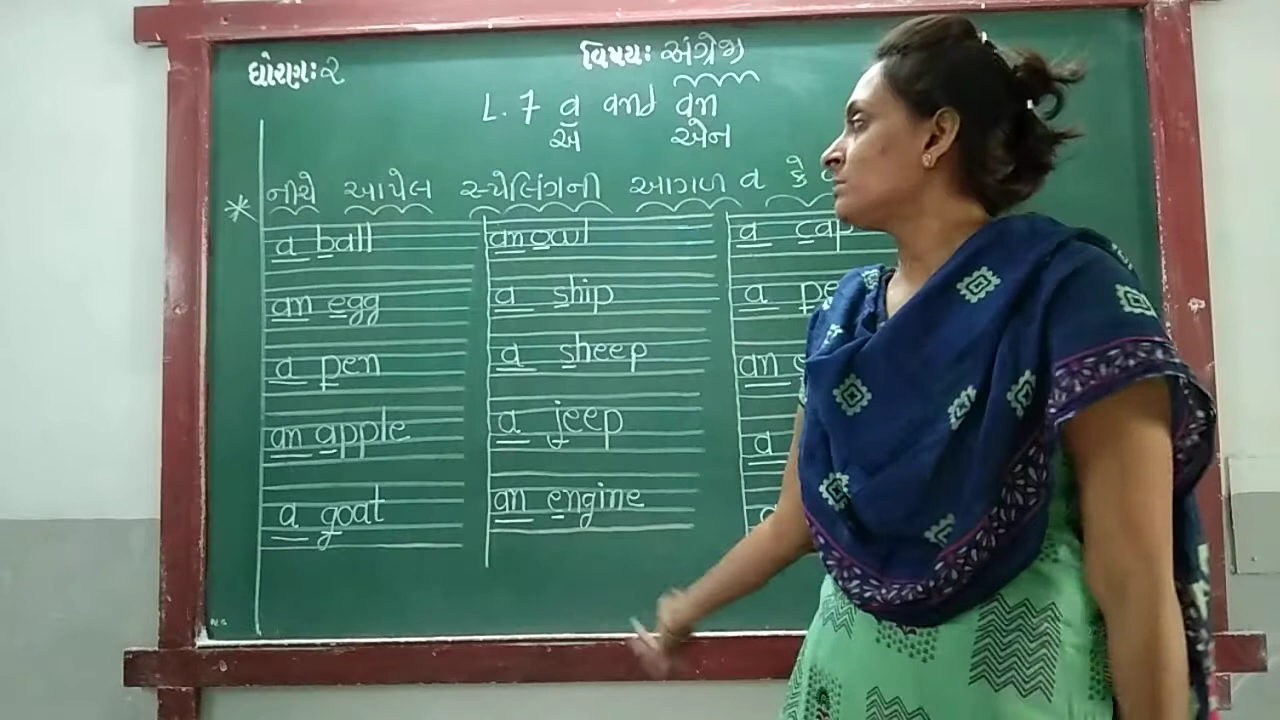 ધોરણઃ૨ વિષયઃ અંગ્રેજી
L. 7 a and an
એ એન
* નીચે આપેલ સ્પેલિંગની આગળ a કે
a ball
an egg
a pen
an apple
a goat
an owl
a ship
a sheep
a jeep
an engine
a cap
a
an
a